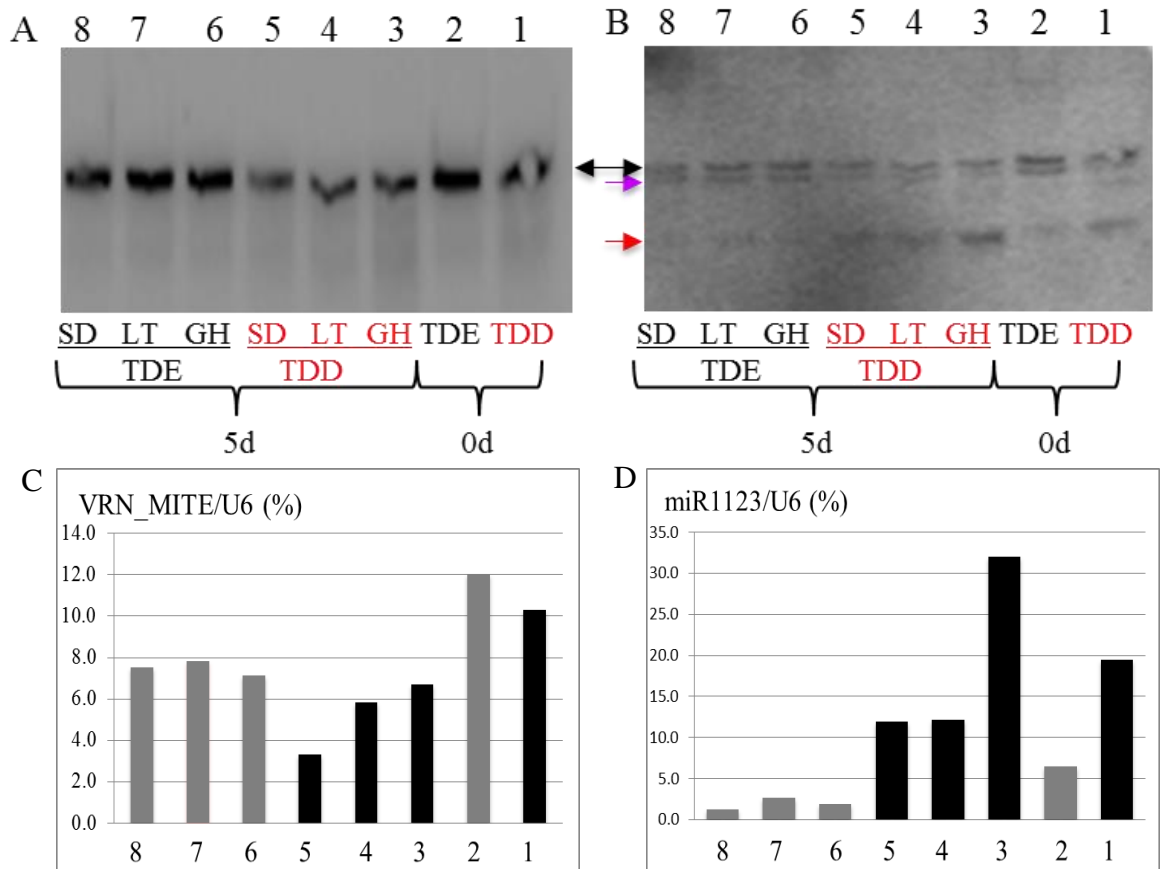 A 8 7 6 5 4 3 2 1
SD LT GH SD LT GH TDE TDD
TDE TDD
5d 0d
B 8 7 6 5 4 3 2 1
SD LT GH SD LT GH TDE TDD
TDE TDD
5d 0d
C
VRN_MITE/U6 (%)
14.0
12.0
10.0
8.0
6.0
4.0
2.0
0.0
8 7 6 5 4 3 2 1
D
miR1123/U6 (%)
35.0
30.0
25.0
20.0
15.0
10.0
5.0
0.0
8 7 6 5 4 3 2 1